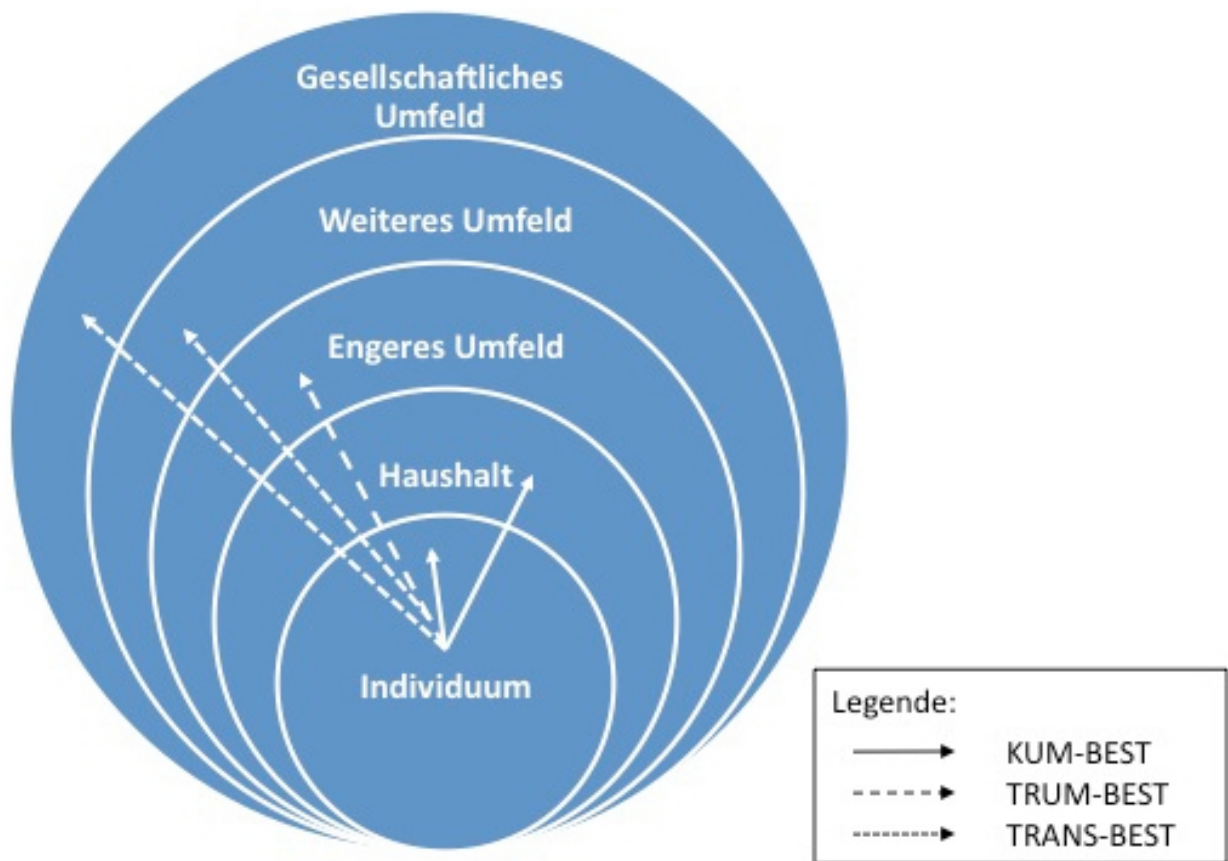 Gesellschaftliches
Umfeld
Weiteres Umfeld
Engeres Umfeld
Haushalt
Individuum
Legende:
KUM-BEST
TRUM-BEST
TRANS-BEST